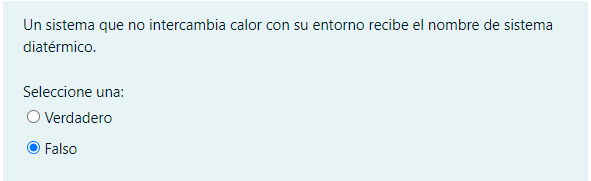 Un sistema que no intercambia calor con su entorno recibe el nombre de sistema
diatérmico.
Seleccione una:
Verdadero
Falso